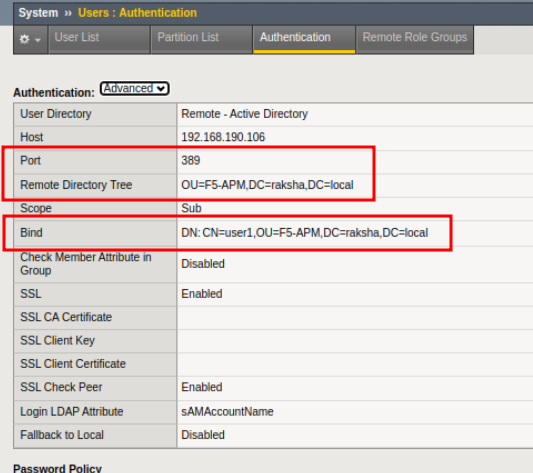 System » Users : Authentication
User List Partition List Authentication Remote Role Groups
Authentication: Advanced
User Directory Remote - Active Directory
Host 192.168.190.106
Port 389
Remote Directory Tree OU=F5-APM,DC=raksha,DC=local
Scope Sub
Bind DN: CN=user1,OU=F5-APM,DC=raksha,DC=local
Check Member Attribute in
Group Disabled
SSL Enabled
SSL CA Certificate
SSL Client Key
SSL Client Certificate
SSL Check Peer Enabled
Login LDAP Attribute sAMAccountName
Fallback to Local Disabled
Password Policy